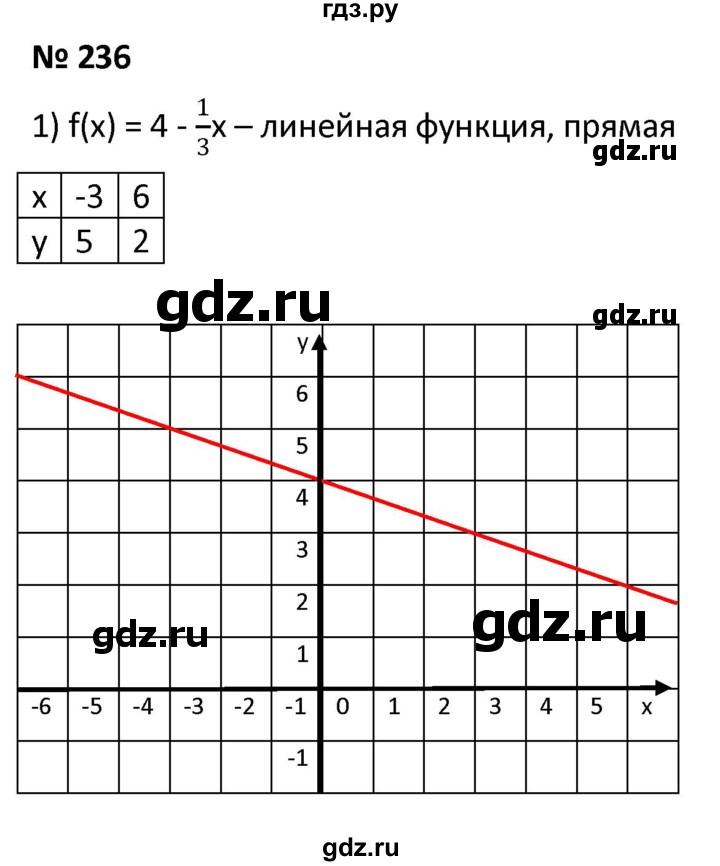 гдз.ру
№ 236
1) f(x) = 4 - 1/3x – линейная функция, прямая
gdz.ru
x -3 6
y 5 2
gdz.ru
gdz.ru
y
6
5
4
3
2
gdz.ru
gdz.ru
1
-6 -5 -4 -3 -2 -1 0 1 2 3 4 5 x
-1
gdz.ru